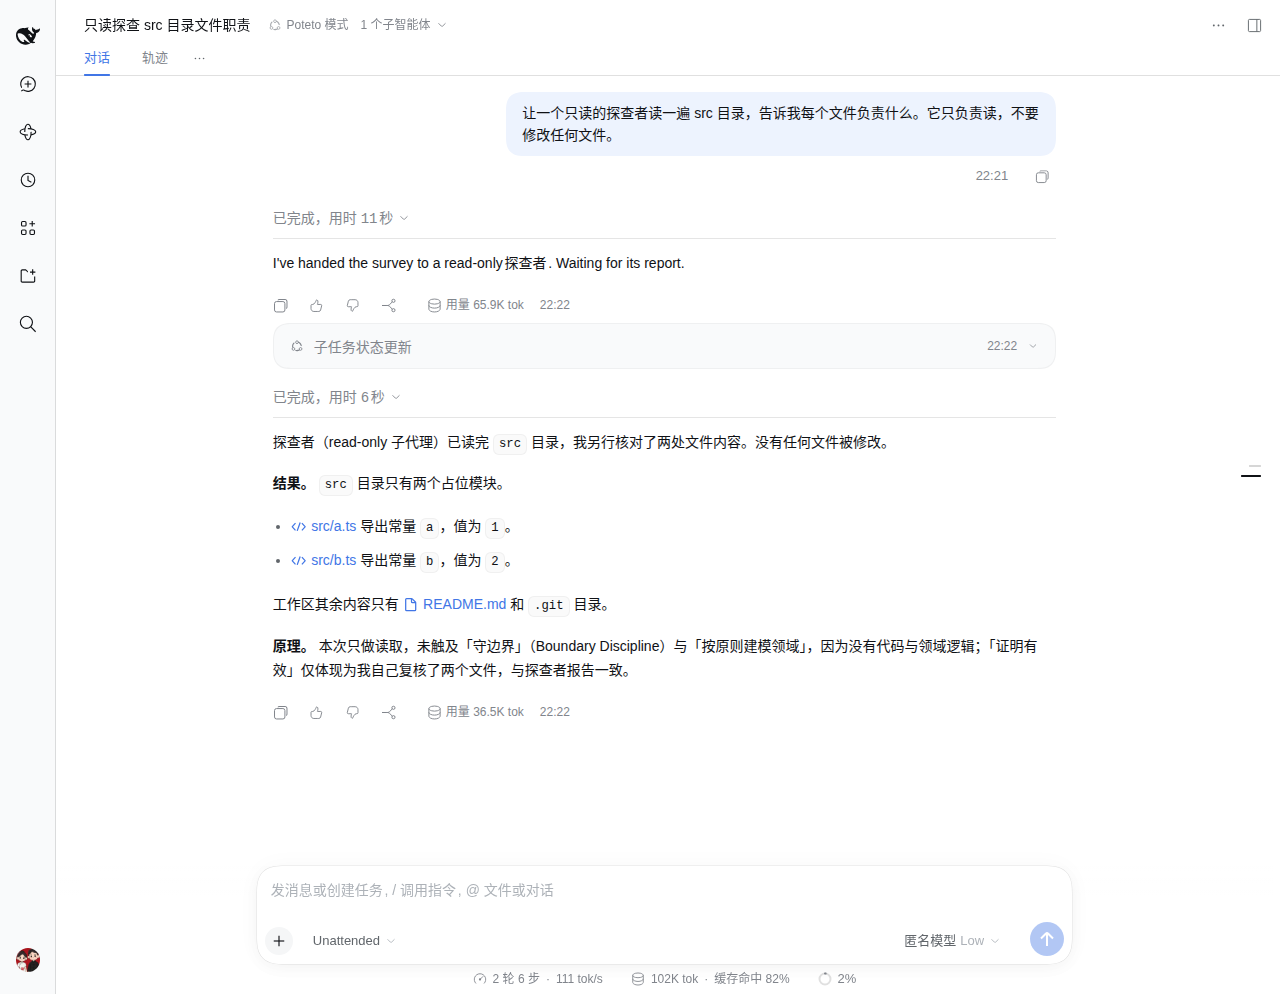 只读探查 src 目录文件职责
Poteto 模式 1 个子智能体
对话 轨迹 ···
让一个只读的探查者读一遍 src 目录，告诉我每个文件负责什么。它只负责读，不要
修改任何文件。
22:21
已完成，用时 11秒
I've handed the survey to a read-only探查者. Waiting for its report.
用量 65.9K tok 22:22
子任务状态更新 22:22
已完成，用时 6秒
探查者（read-only 子代理）已读完 src 目录，我另行核对了两处文件内容。没有任何文件被修改。
结果。 src 目录只有两个占位模块。
• src/a.ts 导出常量 a，值为 1。
• src/b.ts 导出常量 b，值为 2。
工作区其余内容只有 README.md 和 .git 目录。
原理。 本次只做读取，未触及「守边界」（Boundary Discipline）与「按原则建模领域」，因为没有代码与领域逻辑；「证明有
效」仅体现为我自己复核了两个文件，与探查者报告一致。
用量 36.5K tok 22:22
发消息或创建任务, / 调用指令, @ 文件或对话
Unattended 匿名模型 Low
2 轮 6 步 · 111 tok/s 102K tok · 缓存命中 82% 2%